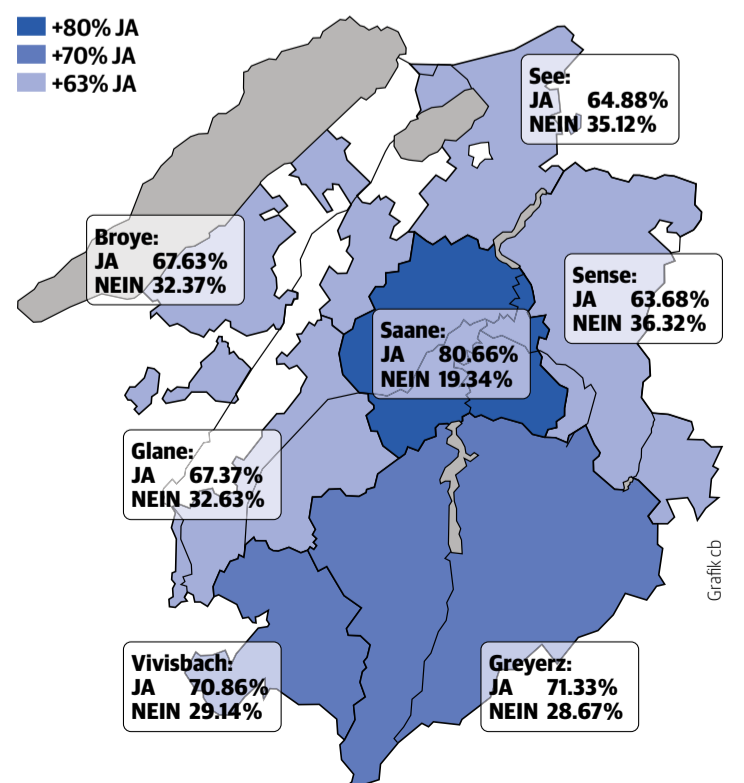 +80% JA
+70% JA
+63% JA
See:
JA 64.88%
NEIN 35.12%
Broye:
JA 67.63%
NEIN 32.37%
Sense:
JA 63.68%
NEIN 36.32%
Saane:
JA 80.66%
NEIN 19.34%
Glane:
JA 67.37%
NEIN 32.63%
Vivisbach:
JA 70.86%
NEIN 29.14%
Greyerz:
JA 71.33%
NEIN 28.67%
Grafik cb